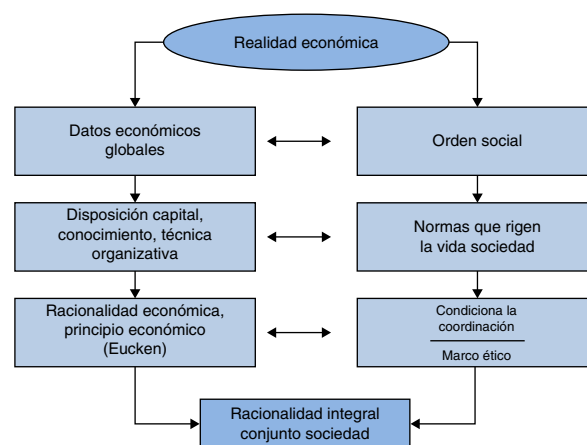 Realidad económica
Datos económicos
globales
Orden social
Disposición capital,
conocimiento, técnica
organizativa
Normas que rigen
la vida sociedad
Racionalidad económica,
principio económico
(Eucken)
Condiciona la
coordinación
Marco ético
Racionalidad integral
conjunto sociedad